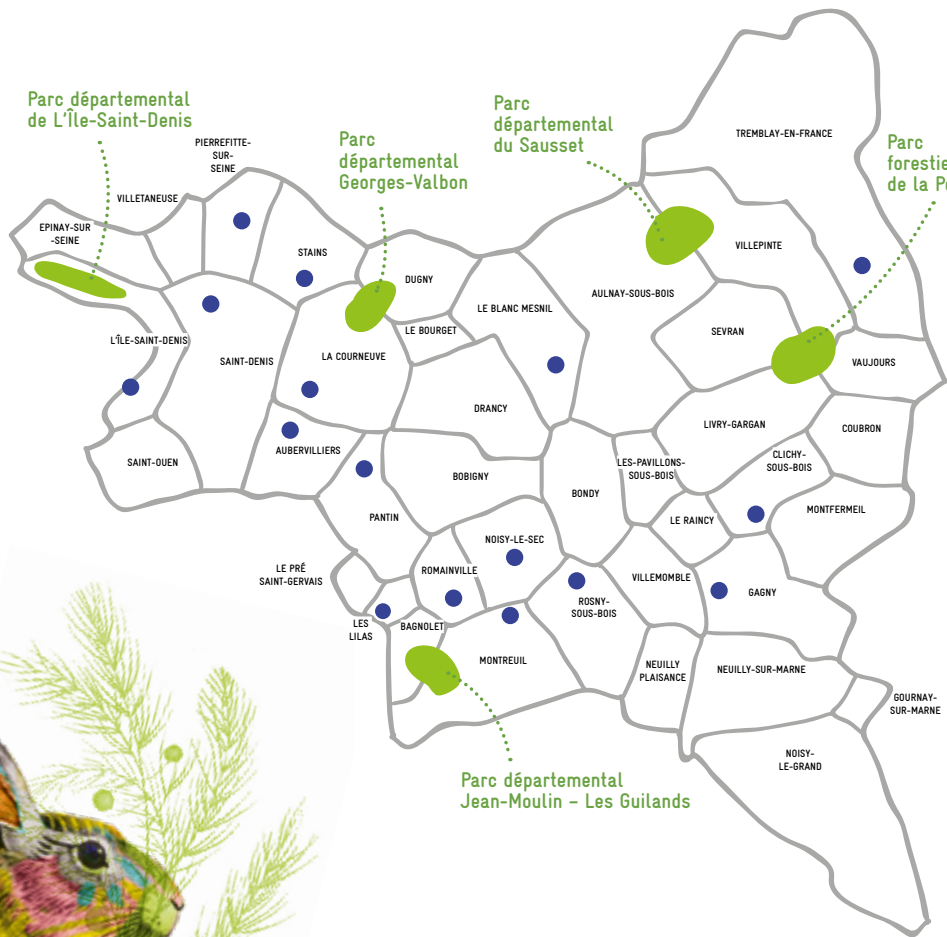 Parc départemental
de L'Île-Saint-Denis
Parc
départemental
Georges-Valbon
Parc
départemental
du Sausset
Parc
de la
PIERREFITTE-
SUR-
SEINE
VILLETANEUSE
EPINAY-SUR
-SEINE
STAINS
DUGNY
TREMBLAY-EN-FRANCE
VILLEPINTE
AULNAY-SOUS-BOIS
LE BLANC MESNIL
LE BOURGET
SEVRAN
VAUJOURS
L'ÎLE-SAINT-DENIS
SAINT-DENIS
LA COURNEUVE
DRANCY
LIVRY-GARGAN
COUBRON
SAINT-OUEN
AUBERVILLIERS
BOBIGNY
BONDY
LES-PAVILLONS-
SOUS-BOIS
CLICHY-
SOUS-BOIS
PANTIN
LE RAINCY
MONTFERMEIL
NOISY-LE-SEC
LE PRÉ
SAINT-GERVAIS
ROMAINVILLE
VILLEMOMBLE
GAGNY
ROSNY-
SOUS-BOIS
LES
LILAS
BAGNOLET
MONTREUIL
NEUILLY
PLAISANCE
NEUILLY-SUR-MARNE
GOURNAY-
SUR-MARNE
NOISY-
LE-GRAND
Parc départemental
Jean-Moulin – Les Guilands